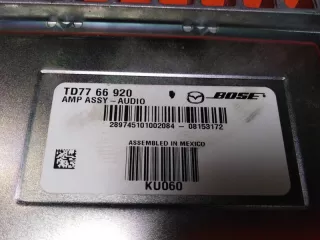 TD77 66 920
AMP ASSY-AUDIO
BOSE
289745101002084 - 08153172
ASSEMBLED IN MEXICO
KU060